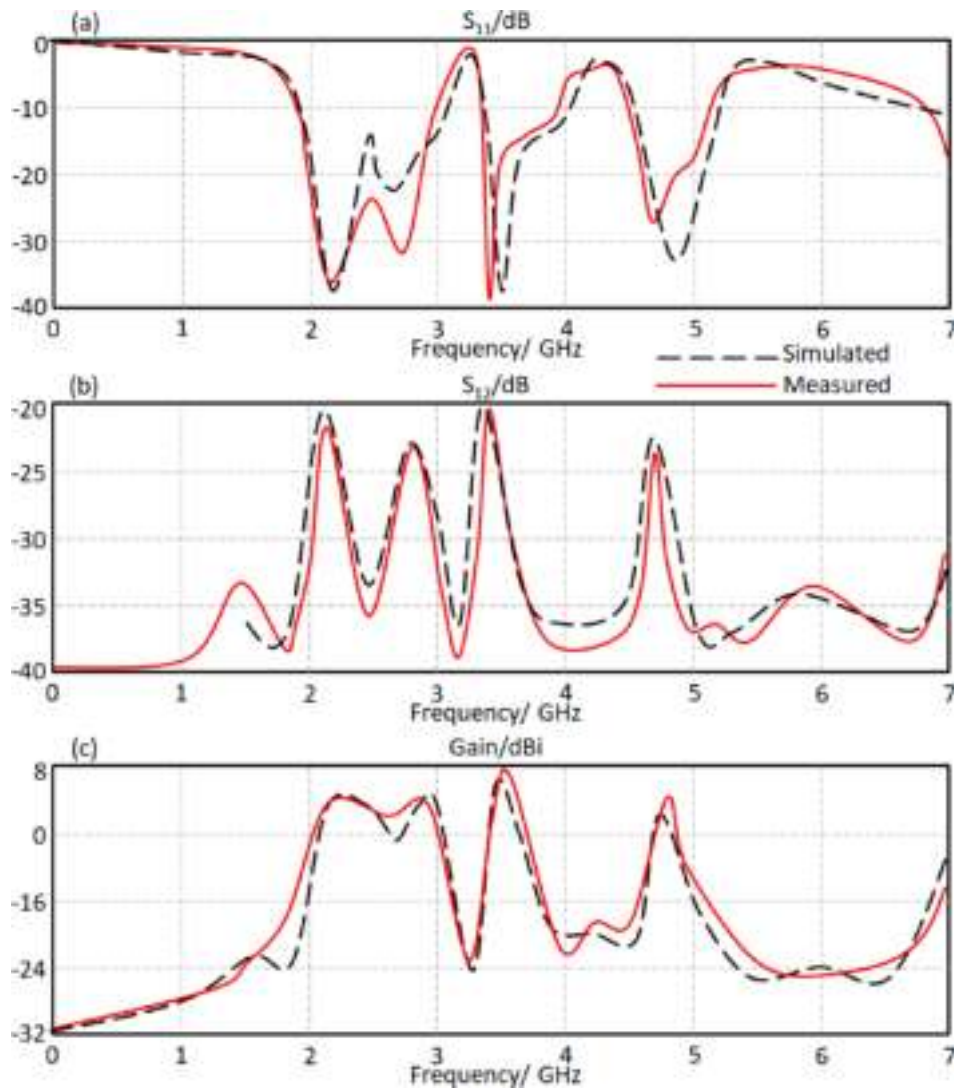 (a) S₁₁/dB
0
-10
-20
-30
-40
0 1 2 3 4 5 6 7
Frequency/ GHz
Simulated
Measured
(b) S₁₂/dB
-20
-25
-30
-35
-40
0 1 2 3 4 5 6 7
Frequency/ GHz
(c) Gain/dBi
8
0
-16
-24
-32
0 1 2 3 4 5 6 7
Frequency/ GHz